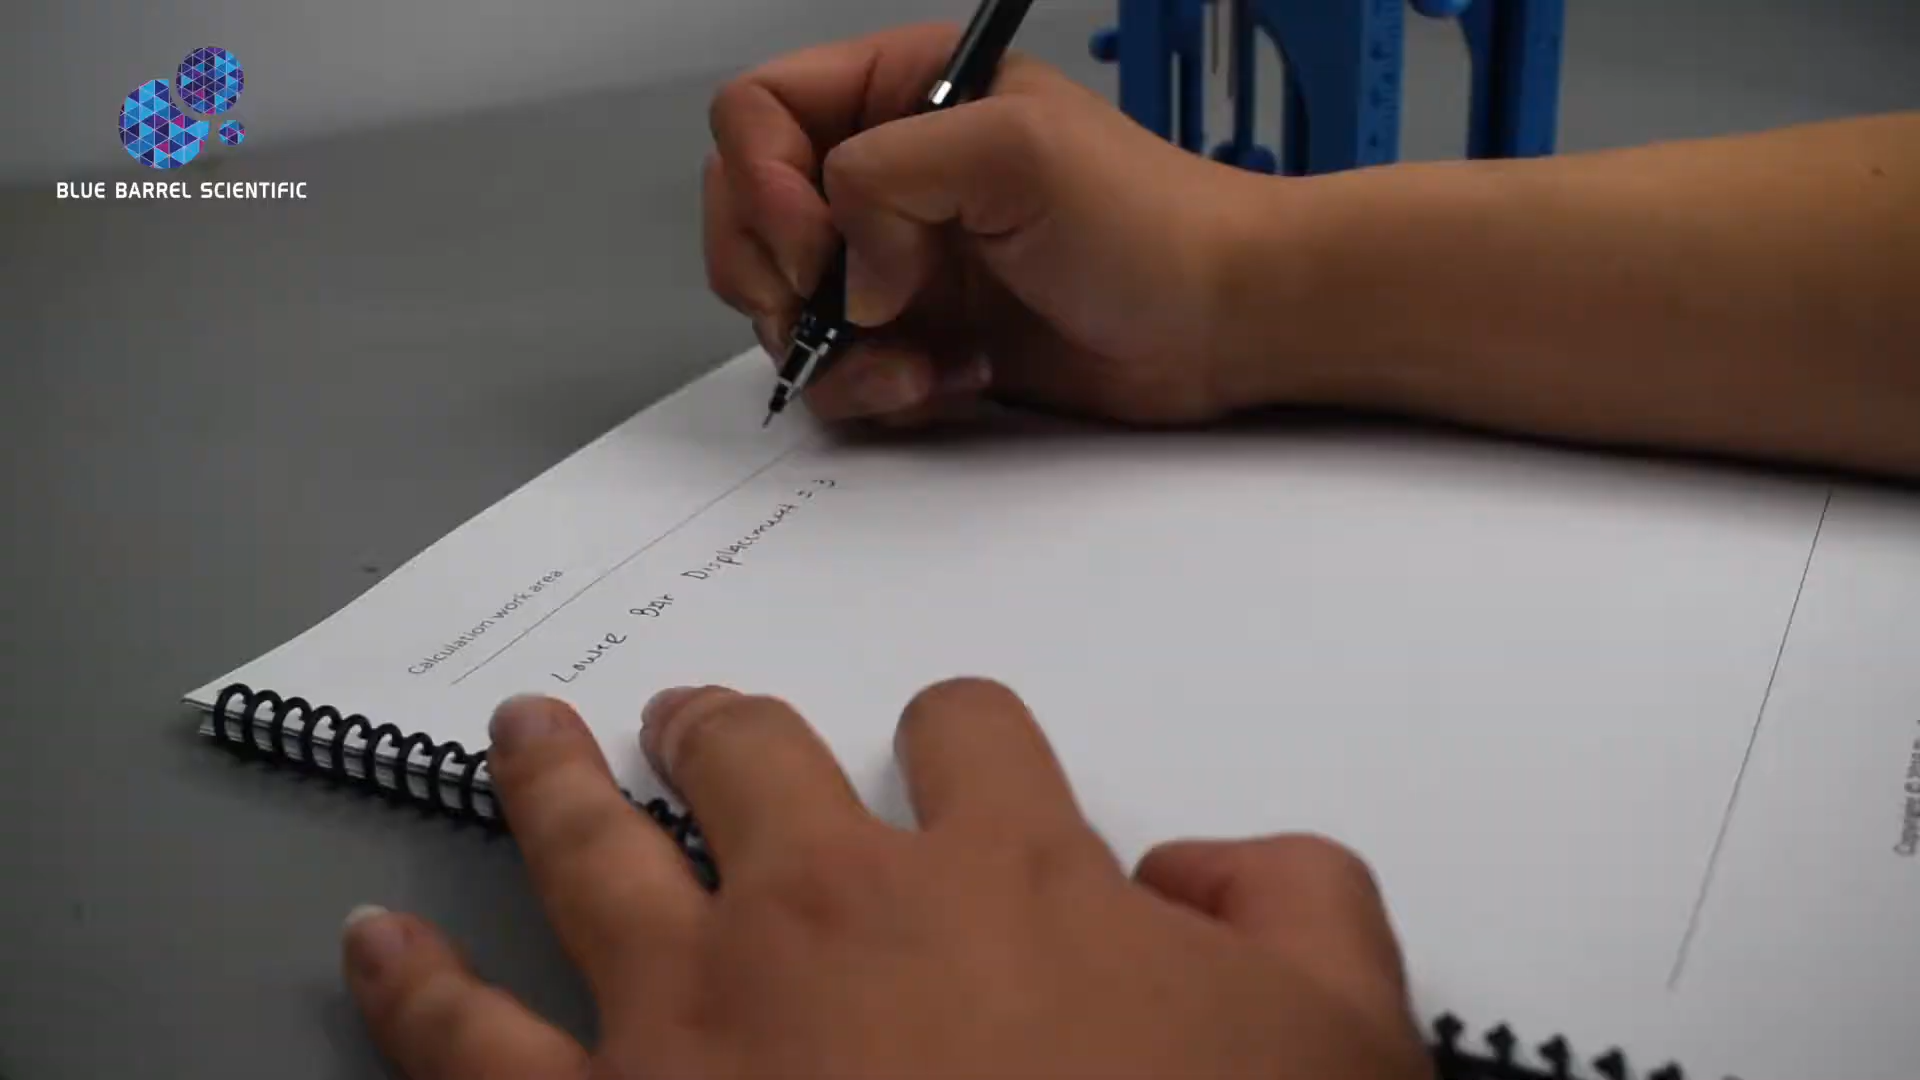 BLUE BARREL SCIENTIFIC
Calculation work area
Lower Bar Displacement = 3